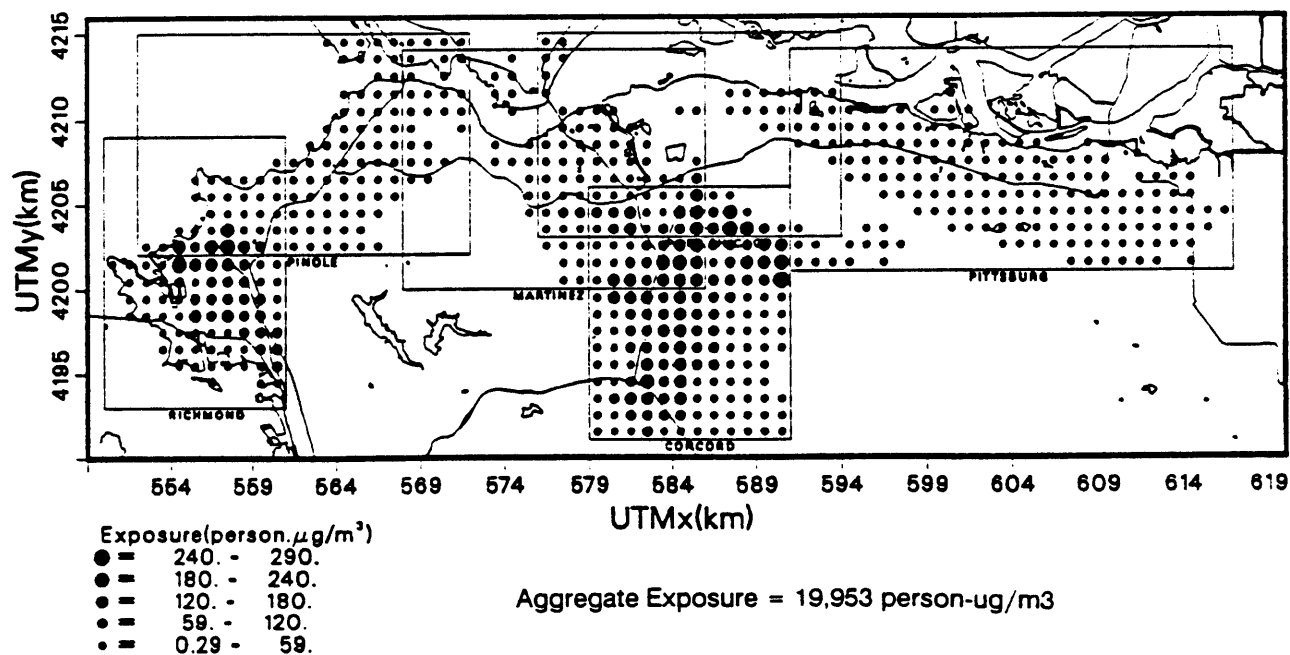 4215
4210
4205
4200
4195
UTMy(km)
PINOLE
PITTSBURG
MARTINEZ
RICHMOND
CORCORD
554 559 564 569 574 579 584 589 594 599 604 609 614 619
UTMx(km)
Exposure(person.µg/m³)
= 240. - 290.
= 180. - 240.
= 120. - 180.
= 59. - 120.
= 0.29 - 59.
Aggregate Exposure = 19,953 person-ug/m3